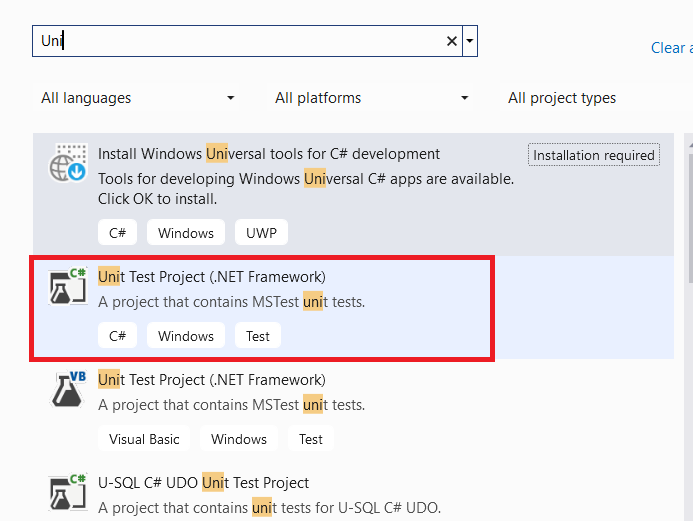 Uni
Clear a
All languages
All platforms
All project types
Install Windows Universal tools for C# development
Installation required
Tools for developing Windows Universal C# apps are available.
Click OK to install.
C# Windows UWP
C#
Unit Test Project (.NET Framework)
A project that contains MSTest unit tests.
C# Windows Test
VB
Unit Test Project (.NET Framework)
A project that contains MSTest unit tests.
Visual Basic Windows Test
C#
U-SQL C# UDO Unit Test Project
A project that contains unit tests for U-SQL C# UDO.